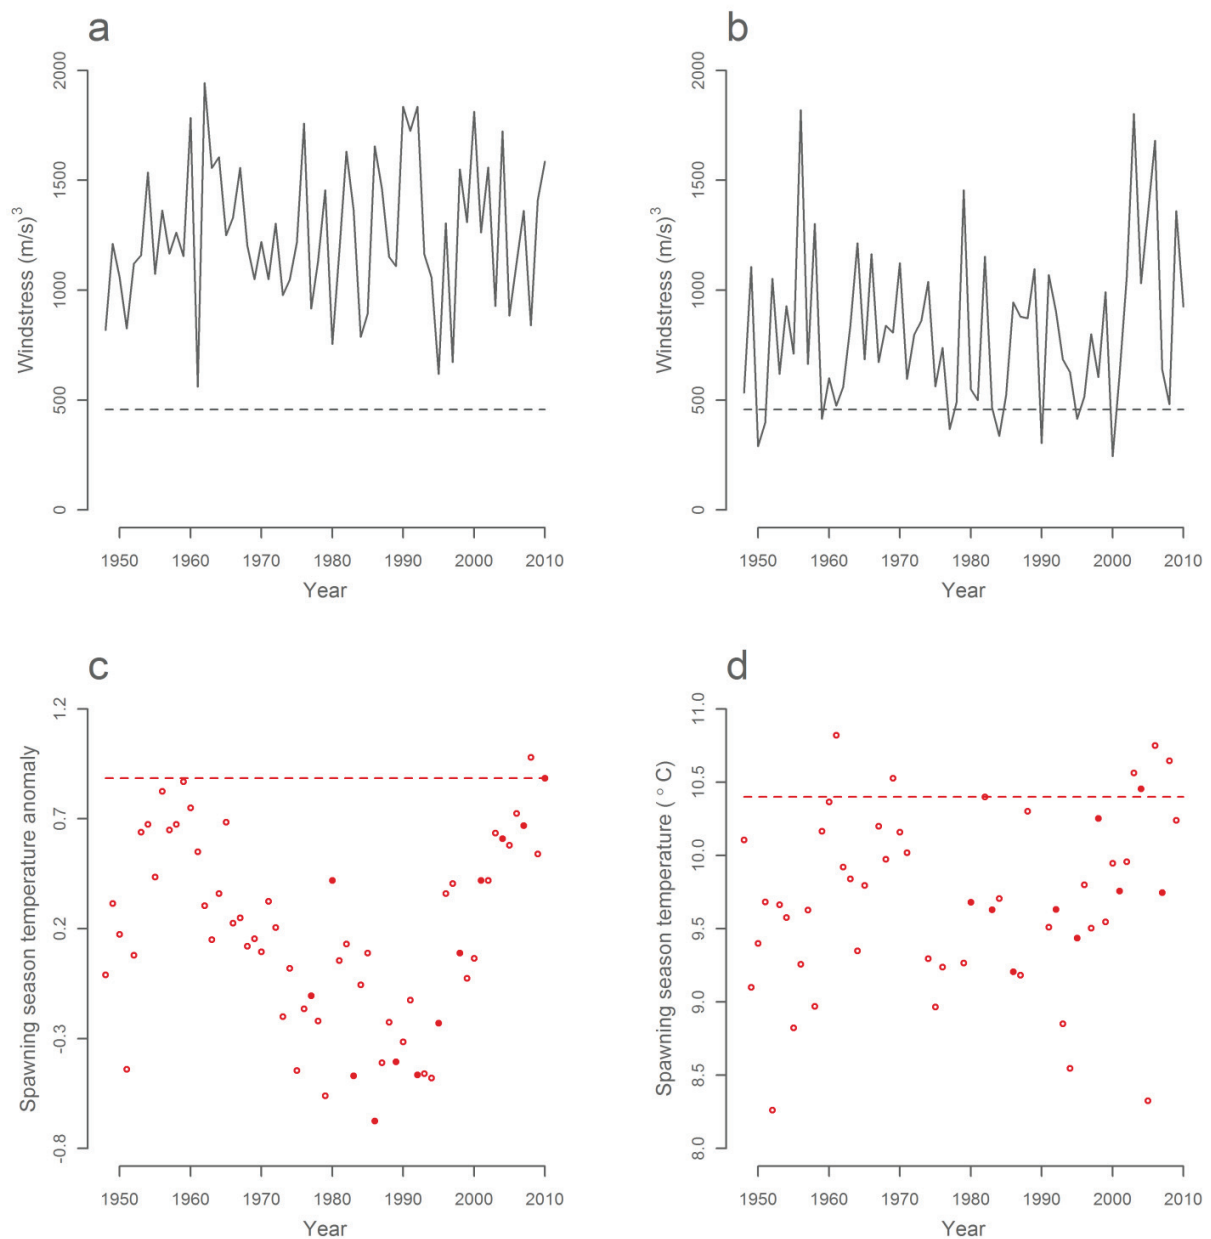 a
2000
1500
1000
500
0
Windstress (m/s)³
1950 1960 1970 1980 1990 2000 2010
Year
b
2000
1500
1000
500
0
Windstress (m/s)³
1950 1960 1970 1980 1990 2000 2010
Year
c
1.2
0.7
0.2
-0.3
-0.8
Spawning season temperature anomaly
1950 1960 1970 1980 1990 2000 2010
Year
d
11.0
10.5
10.0
9.5
9.0
8.5
8.0
Spawning season temperature (°C)
1950 1960 1970 1980 1990 2000 2010
Year